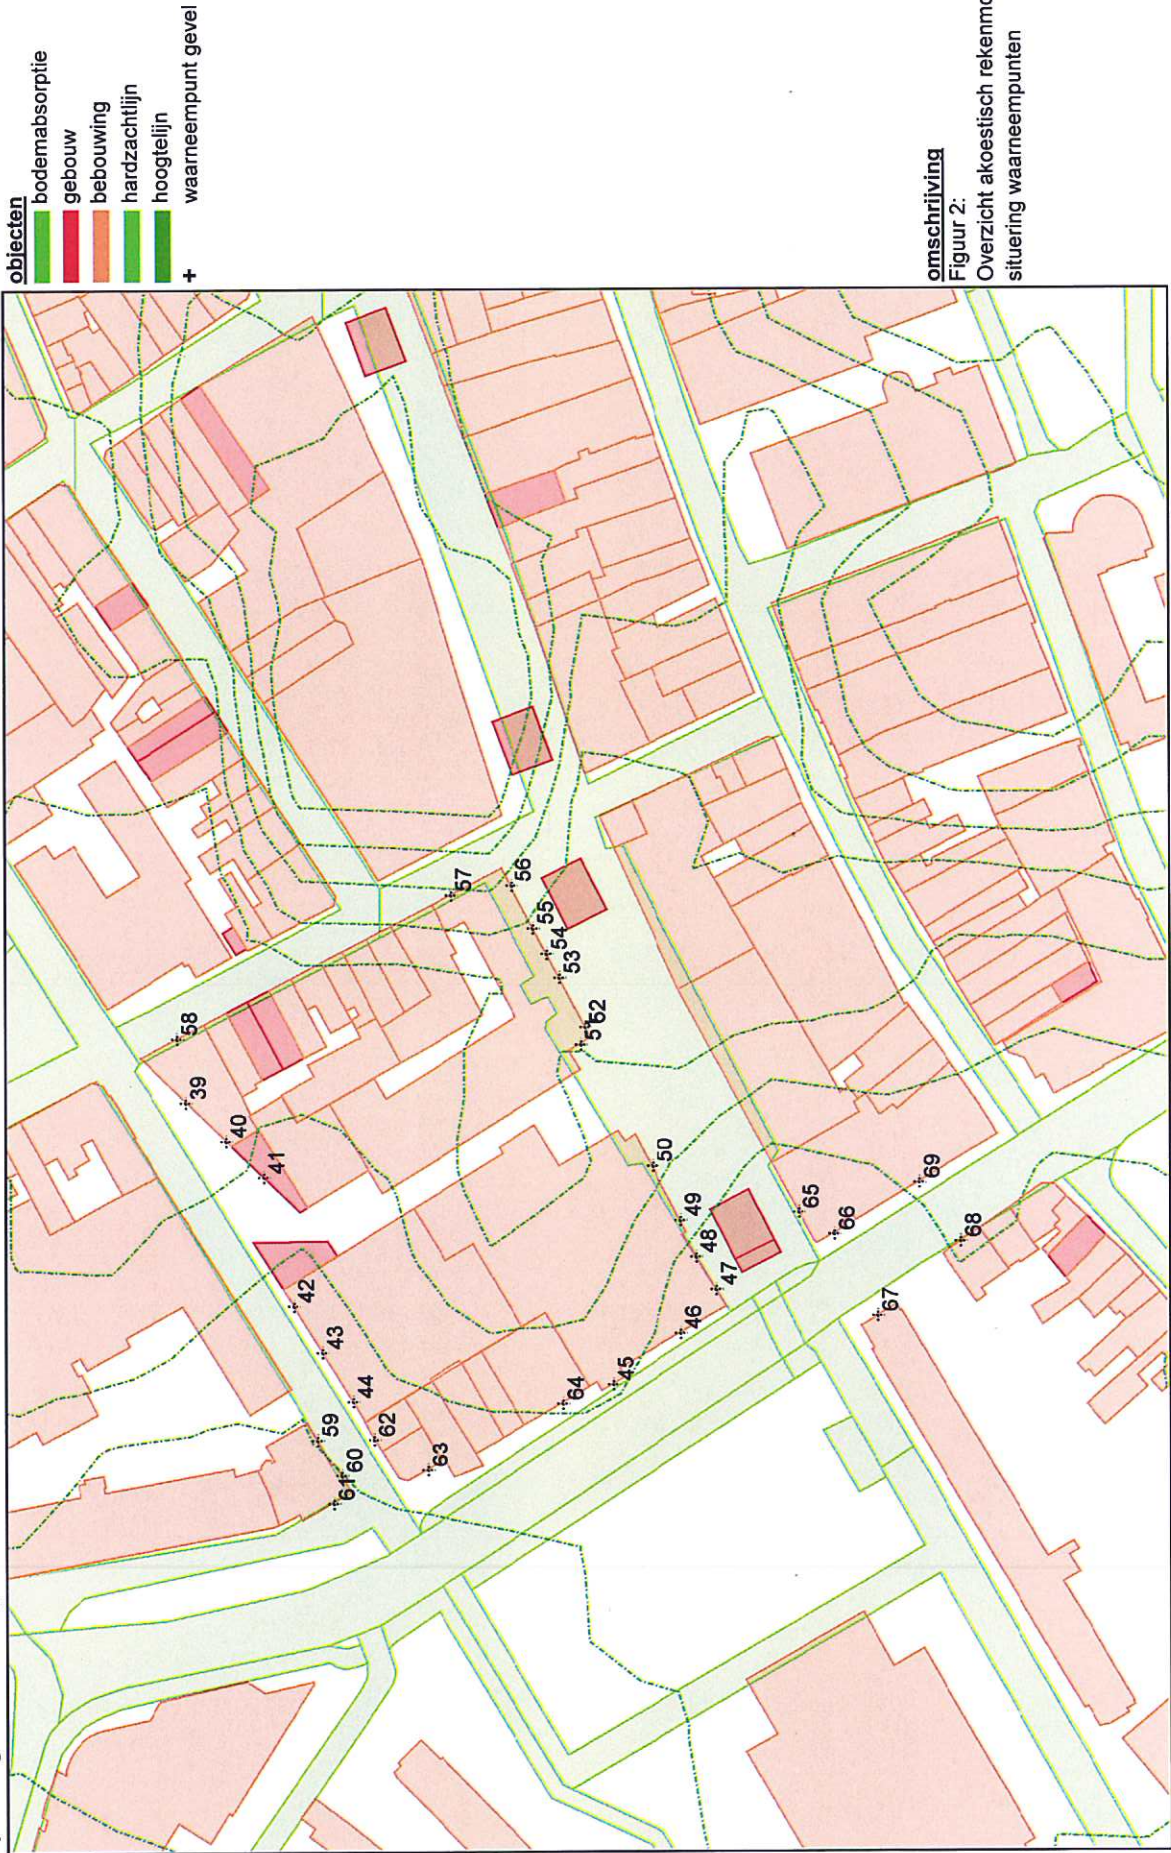 objecten
bodemabsorptie
gebouw
bebouwing
hardzachtlijn
hoogtelijn
+ waarneempunt gevel
omschrijving
Figuur 2:
Overzicht akoestisch
situering waarneempunten
39
40
41
42
43
44
45
46
47
48
49
50
52
53
54
55
56
57
58
59
60
61
62
63
64
65
66
67
68
69